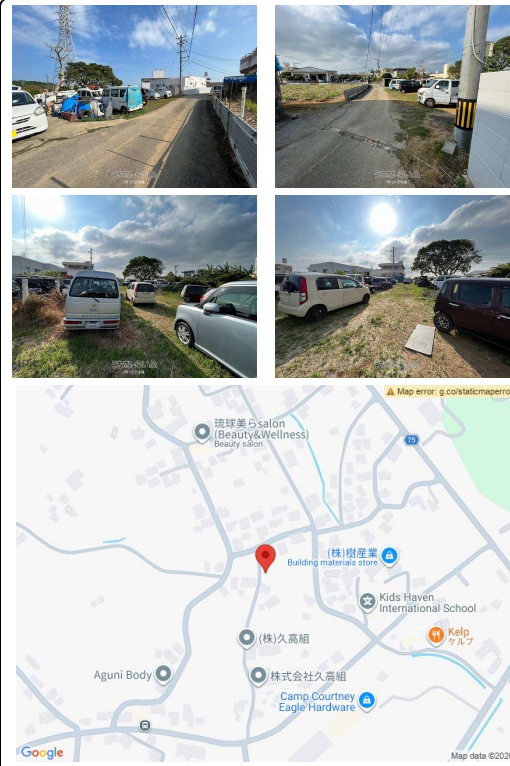 ⚠ Map error: g.co/staticmaperro
琉球美らsalon
(Beauty&Wellness)
Beauty salon
75
(株)樹産業
Building materials store
Kids Haven
International School
(株)久高組
Kelp
ケルプ
Aguni Body
株式会社久高組
Camp Courtney
Eagle Hardware
Google
Map data ©202